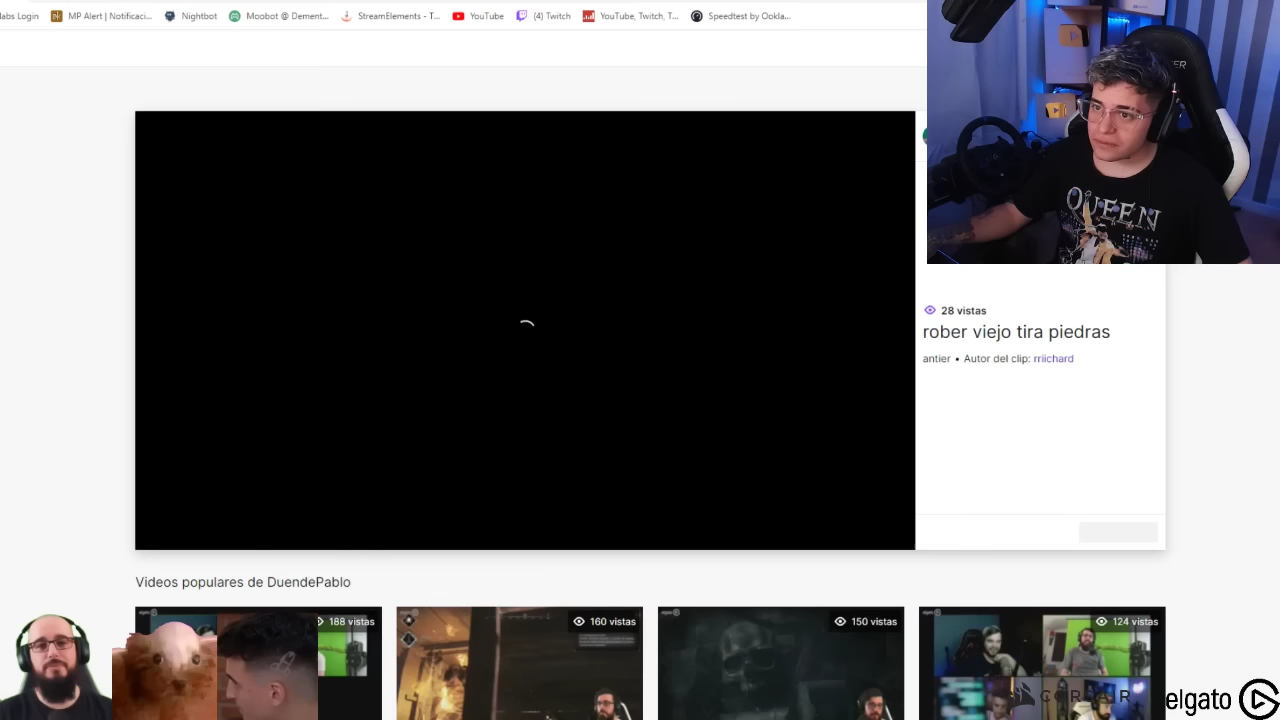 labs Login
MP Alert | Notificaci...
Nightbot
Moobot @ Dement...
StreamElements - T...
YouTube
(4) Twitch
YouTube, Twitch, T...
Speedtest by Ookla...
QUEEN
28 vistas
rober viejo tira piedras
antier • Autor del clip: rriichard
Videos populares de DuendePablo
188 vistas
160 vistas
150 vistas
124 vistas
CORSAIR
elgato